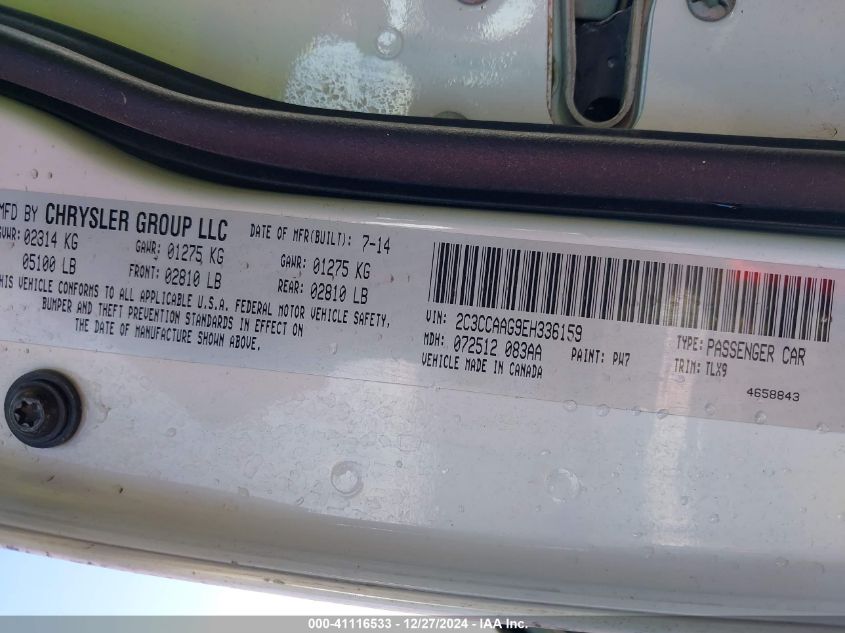 MFD BY CHRYSLER GROUP LLC
DATE OF MFR(BUILT): 7-14
GVWR: 02314 KG
GAWR: 01275 KG
GAWR: 01275 KG
05100 LB
FRONT: 02810 LB
REAR: 02810 LB
THIS VEHICLE CONFORMS TO ALL APPLICABLE U.S.A. FEDERAL MOTOR VEHICLE SAFETY,
BUMPER AND THEFT PREVENTION STANDARDS IN EFFECT ON
THE DATE OF MANUFACTURE SHOWN ABOVE.
VIN: 2C3CCAAG9EH336159
TYPE: PASSENGER CAR
MDH: 072512 083AA
PAINT: PW7
TRIM: TLX9
VEHICLE MADE IN CANADA
4658843
000-41116533 - 12/27/2024 - IAA Inc.